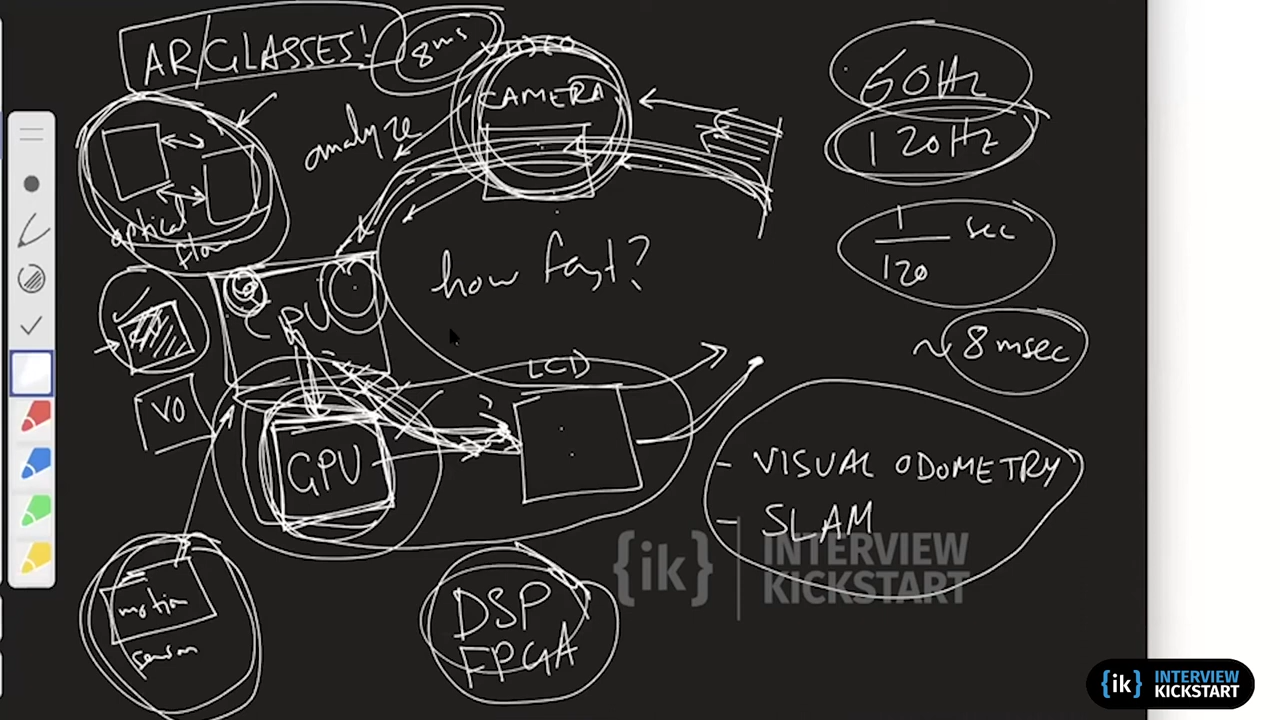 AR/GLASSES!
8ms
VIDEO
CAMERA
analyze
60Hz
120Hz
1
120
sec
~ 8 msec
optical
flow
how fast?
CPU
LCD
VO
GPU
- VISUAL ODOMETRY
- SLAM
motion
sensor
DSP
FPGA
{ik} INTERVIEW
KICKSTART
{ik} INTERVIEW
KICKSTART